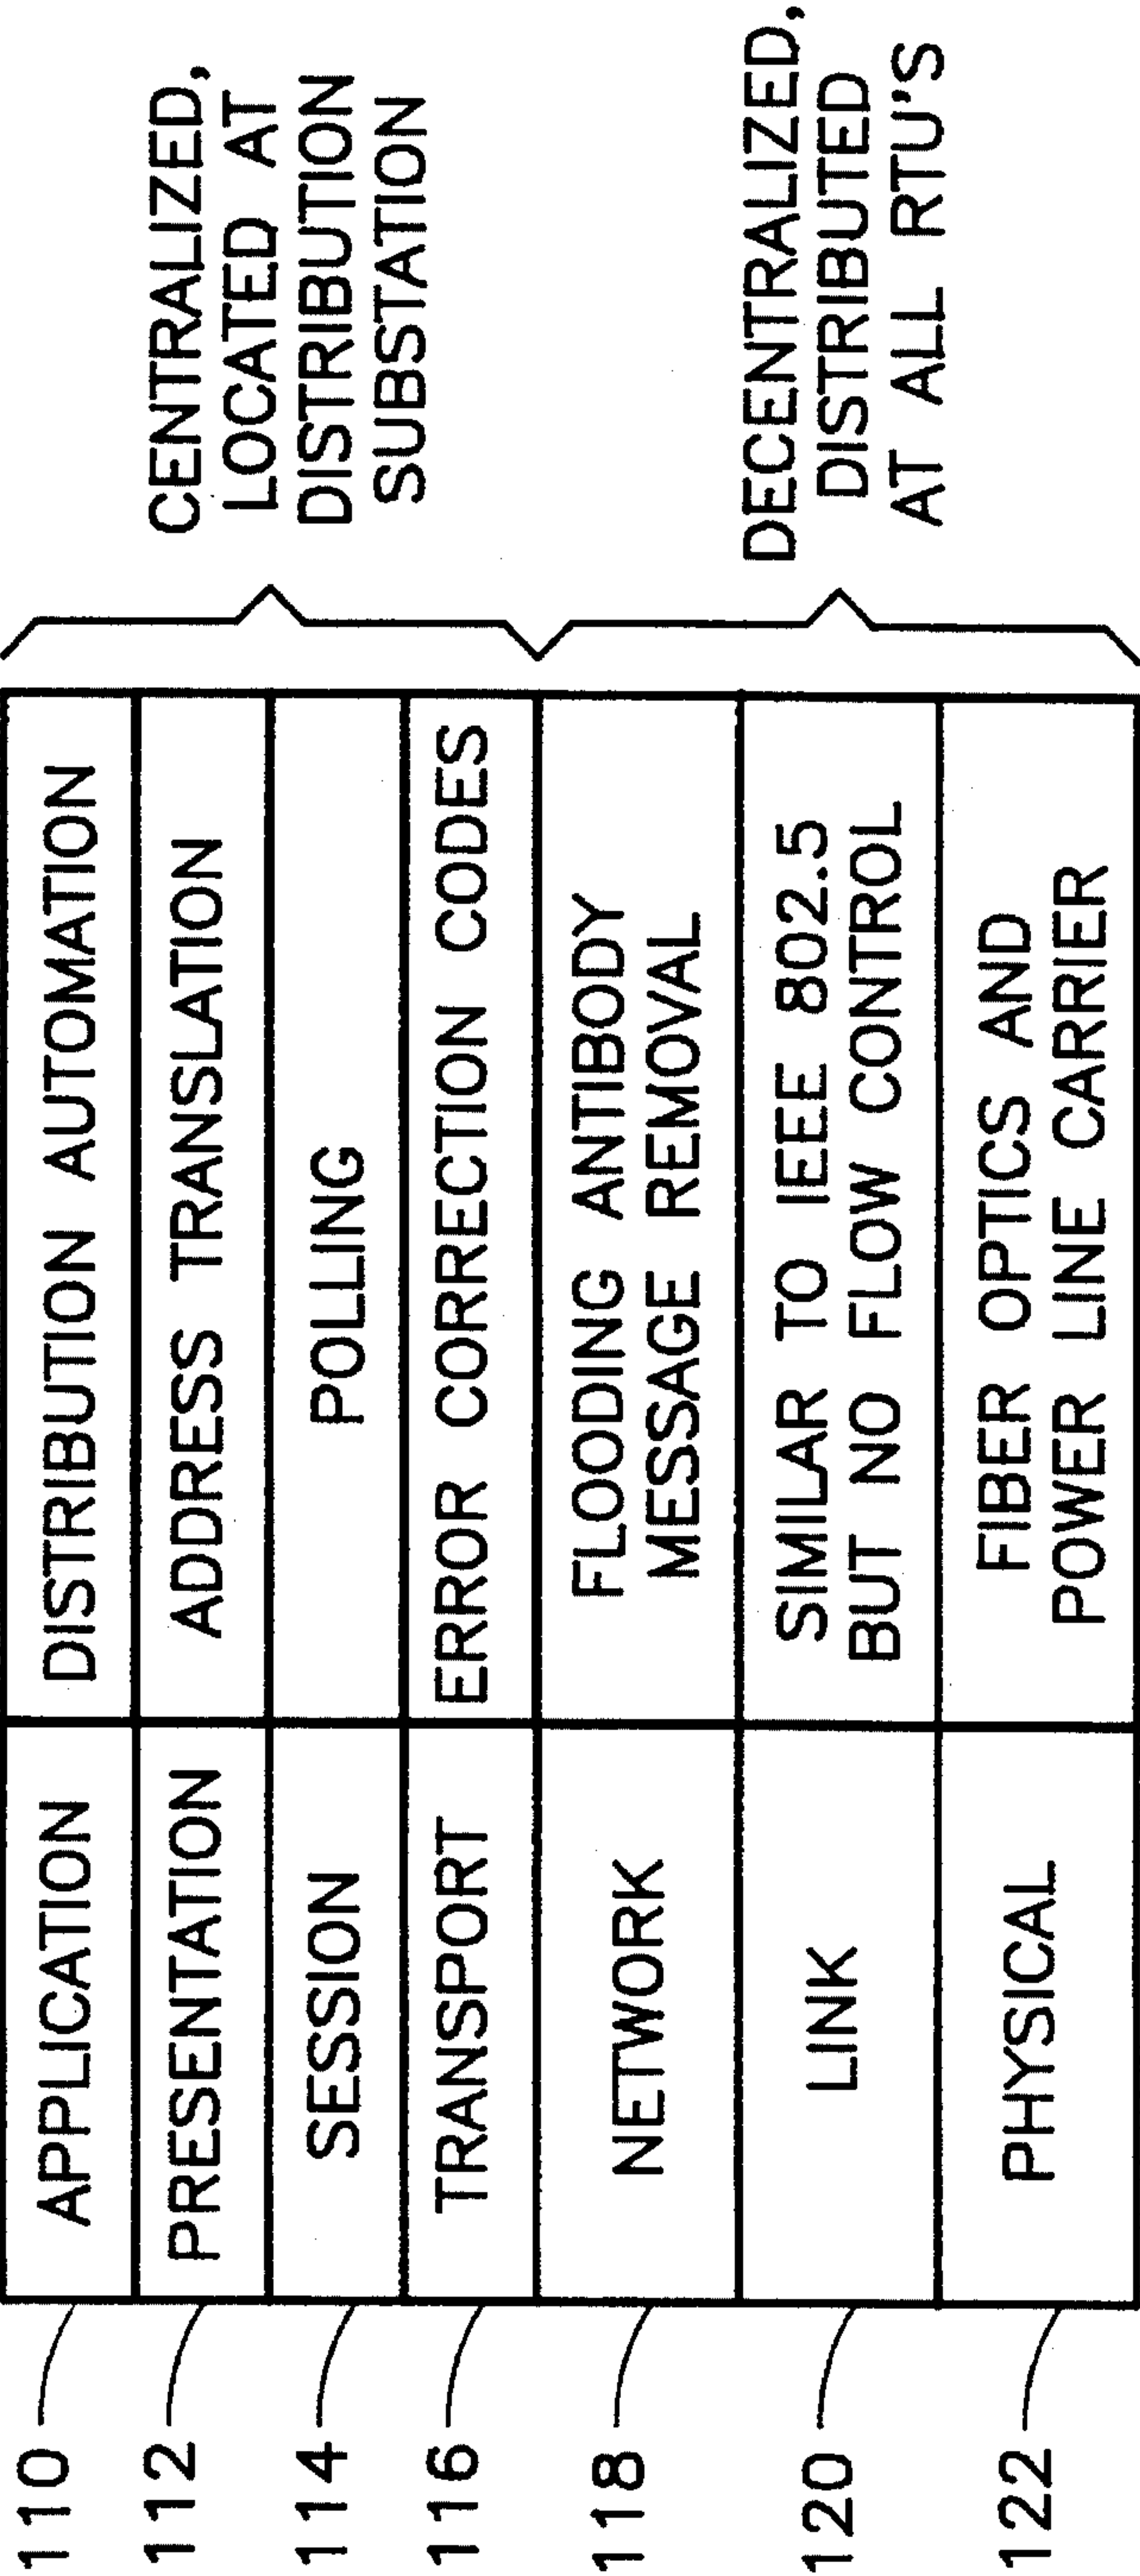 110
APPLICATION
DISTRIBUTION AUTOMATION
112
PRESENTATION
ADDRESS TRANSLATION
114
SESSION
POLLING
116
TRANSPORT
ERROR CORRECTION CODES
CENTRALIZED,
LOCATED AT
DISTRIBUTION
SUBSTATION
118
NETWORK
FLOODING ANTIBODY
MESSAGE REMOVAL
120
LINK
SIMILAR TO IEEE 802.5
BUT NO FLOW CONTROL
122
PHYSICAL
FIBER OPTICS AND
POWER LINE CARRIER
DECENTRALIZED,
DISTRIBUTED
AT ALL RTU'S